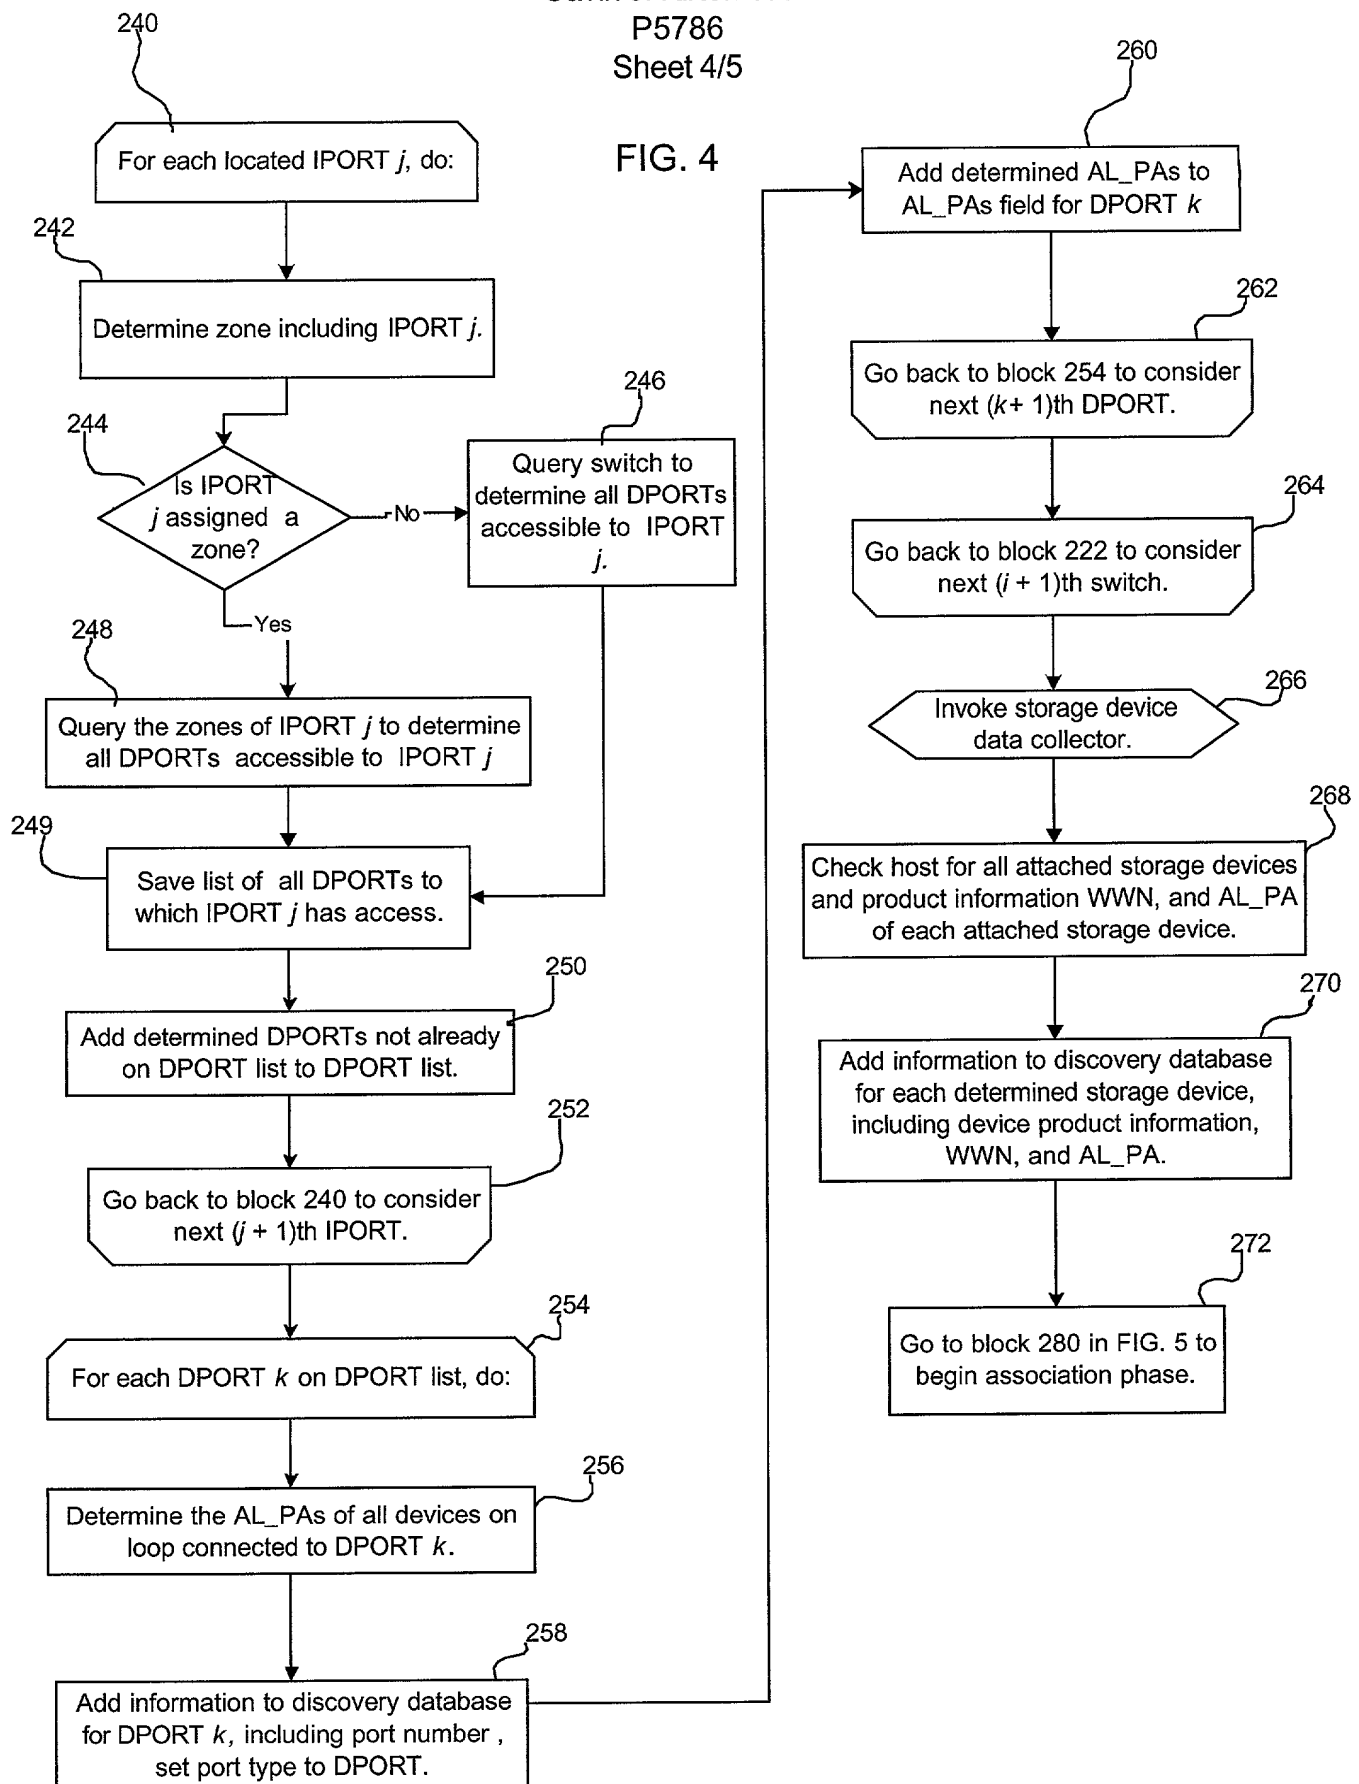 P5786
Sheet 4/5
FIG. 4
240
For each located IPORT j, do:
242
Determine zone including IPORT j.
244
Is IPORT
j assigned a
zone?
No
246
Query switch to
determine all DPORTs
accessible to IPORT
j.
Yes
248
Query the zones of IPORT j to determine
all DPORTs accessible to IPORT j
249
Save list of all DPORTs to
which IPORT j has access.
250
Add determined DPORTs not already
on DPORT list to DPORT list.
252
Go back to block 240 to consider
next (j + 1)th IPORT.
254
For each DPORT k on DPORT list, do:
256
Determine the AL_PAs of all devices on
loop connected to DPORT k.
258
Add information to discovery database
for DPORT k, including port number ,
set port type to DPORT.
260
Add determined AL_PAs to
AL_PAs field for DPORT k
262
Go back to block 254 to consider
next (k+ 1)th DPORT.
264
Go back to block 222 to consider
next (i + 1)th switch.
266
Invoke storage device
data collector.
268
Check host for all attached storage devices
and product information WWN, and AL_PA
of each attached storage device.
270
Add information to discovery database
for each determined storage device,
including device product information,
WWN, and AL_PA.
272
Go to block 280 in FIG. 5 to
begin association phase.